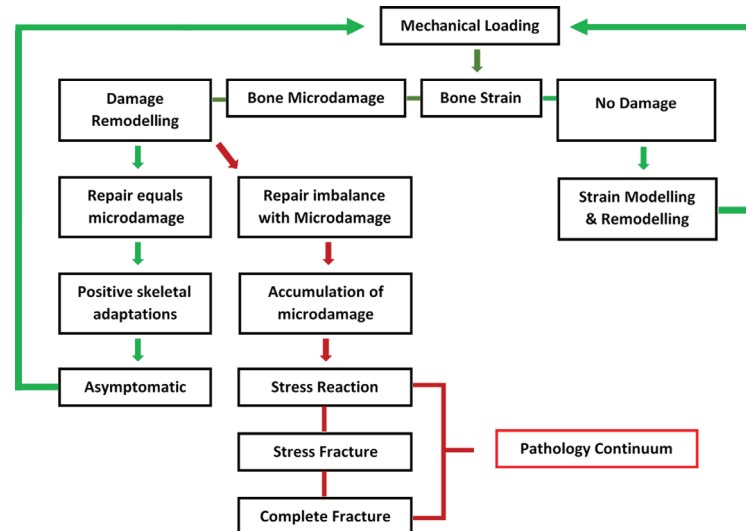 Mechanical Loading
Damage
Remodelling
Bone Microdamage
Bone Strain
No Damage
Repair equals
microdamage
Repair imbalance
with Microdamage
Strain Modelling
& Remodelling
Positive skeletal
adaptations
Accumulation of
microdamage
Asymptomatic
Stress Reaction
Stress Fracture
Pathology Continuum
Complete Fracture